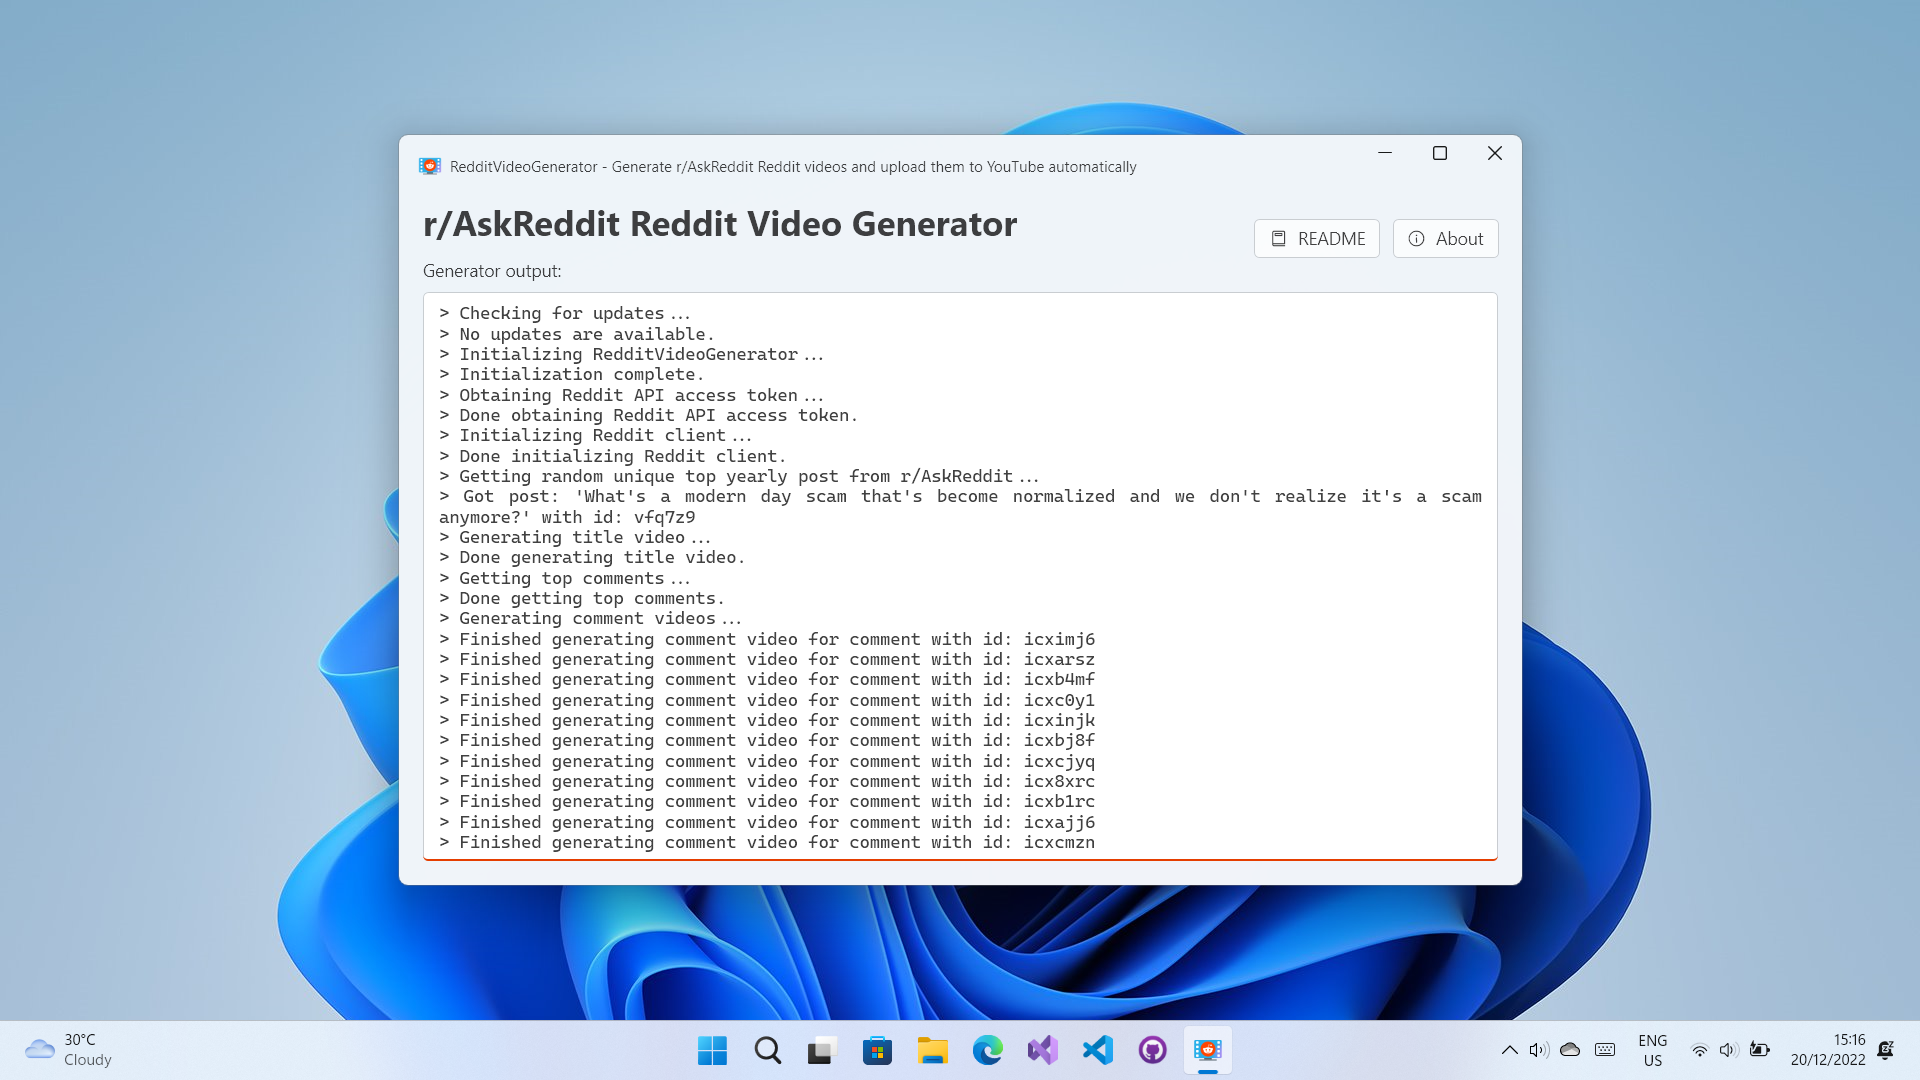 RedditVideoGenerator - Generate r/AskReddit Reddit videos and upload them to YouTube automatically
r/AskReddit Reddit Video Generator
README
About
Generator output:
> Checking for updates...
> No updates are available.
> Initializing RedditVideoGenerator...
> Initialization complete.
> Obtaining Reddit API access token...
> Done obtaining Reddit API access token.
> Initializing Reddit client...
> Done initializing Reddit client.
> Getting random unique top yearly post from r/AskReddit...
> Got post: 'What's a modern day scam that's become normalized and we don't realize it's a scam
anymore?' with id: vfq7z9
> Generating title video...
> Done generating title video.
> Getting top comments...
> Done getting top comments.
> Generating comment videos...
> Finished generating comment video for comment with id: icximj6
> Finished generating comment video for comment with id: icxarsz
> Finished generating comment video for comment with id: icxb4mf
> Finished generating comment video for comment with id: icxc0y1
> Finished generating comment video for comment with id: icxinjk
> Finished generating comment video for comment with id: icxbj8f
> Finished generating comment video for comment with id: icxcjyq
> Finished generating comment video for comment with id: icx8xrc
> Finished generating comment video for comment with id: icxb1rc
> Finished generating comment video for comment with id: icxajj6
> Finished generating comment video for comment with id: icxcmzn
30°C
Cloudy
ENG
US
15:16
20/12/2022